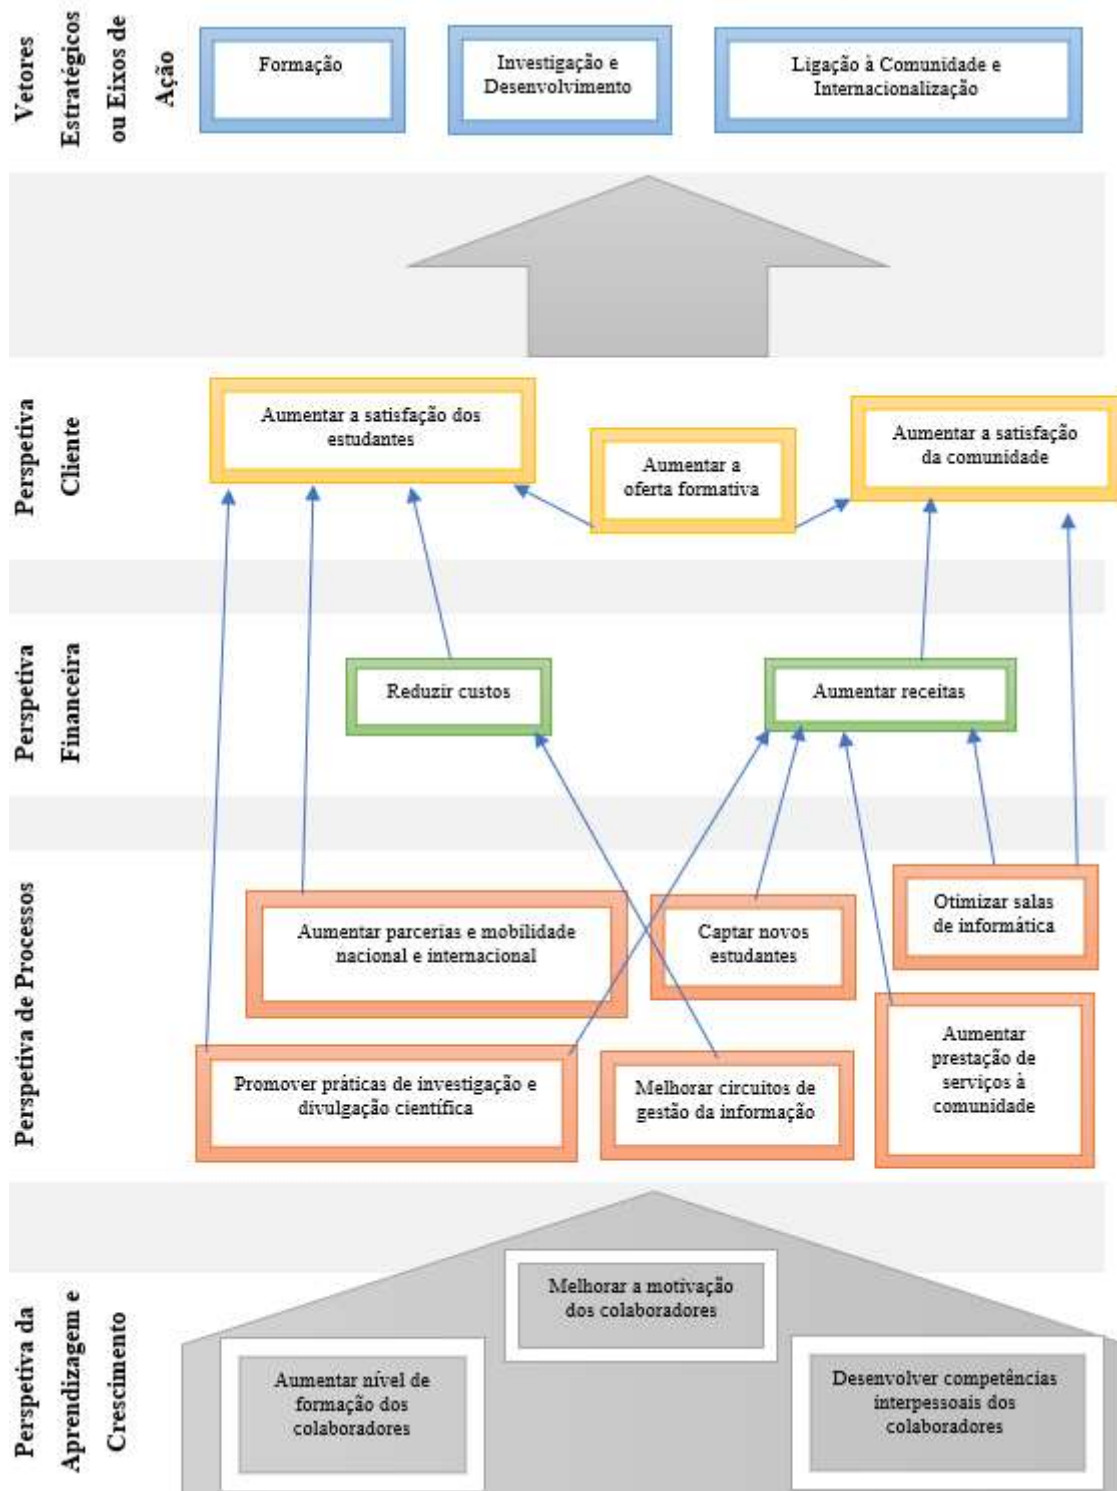 Vetores
Estratégicos
ou Eixos de
Ação
Formação
Investigação e
Desenvolvimento
Ligação à Comunidade e
Internacionalização
Perspetiva
Cliente
Aumentar a satisfação dos
estudantes
Aumentar a
oferta formativa
Aumentar a satisfação
da comunidade
Perspetiva
Financeira
Reduzir custos
Aumentar receitas
Perspetiva de Processos
Aumentar parcerias e mobilidade
nacional e internacional
Captar novos
estudantes
Otimizar salas
de informática
Promover práticas de investigação e
divulgação científica
Melhorar circuitos de
gestão da informação
Aumentar
prestação de
serviços à
comunidade
Perspetiva da
Aprendizagem e
Crescimento
Melhorar a motivação
dos colaboradores
Aumentar nível de
formação dos
colaboradores
Desenvolver competências
interpessoais dos
colaboradores